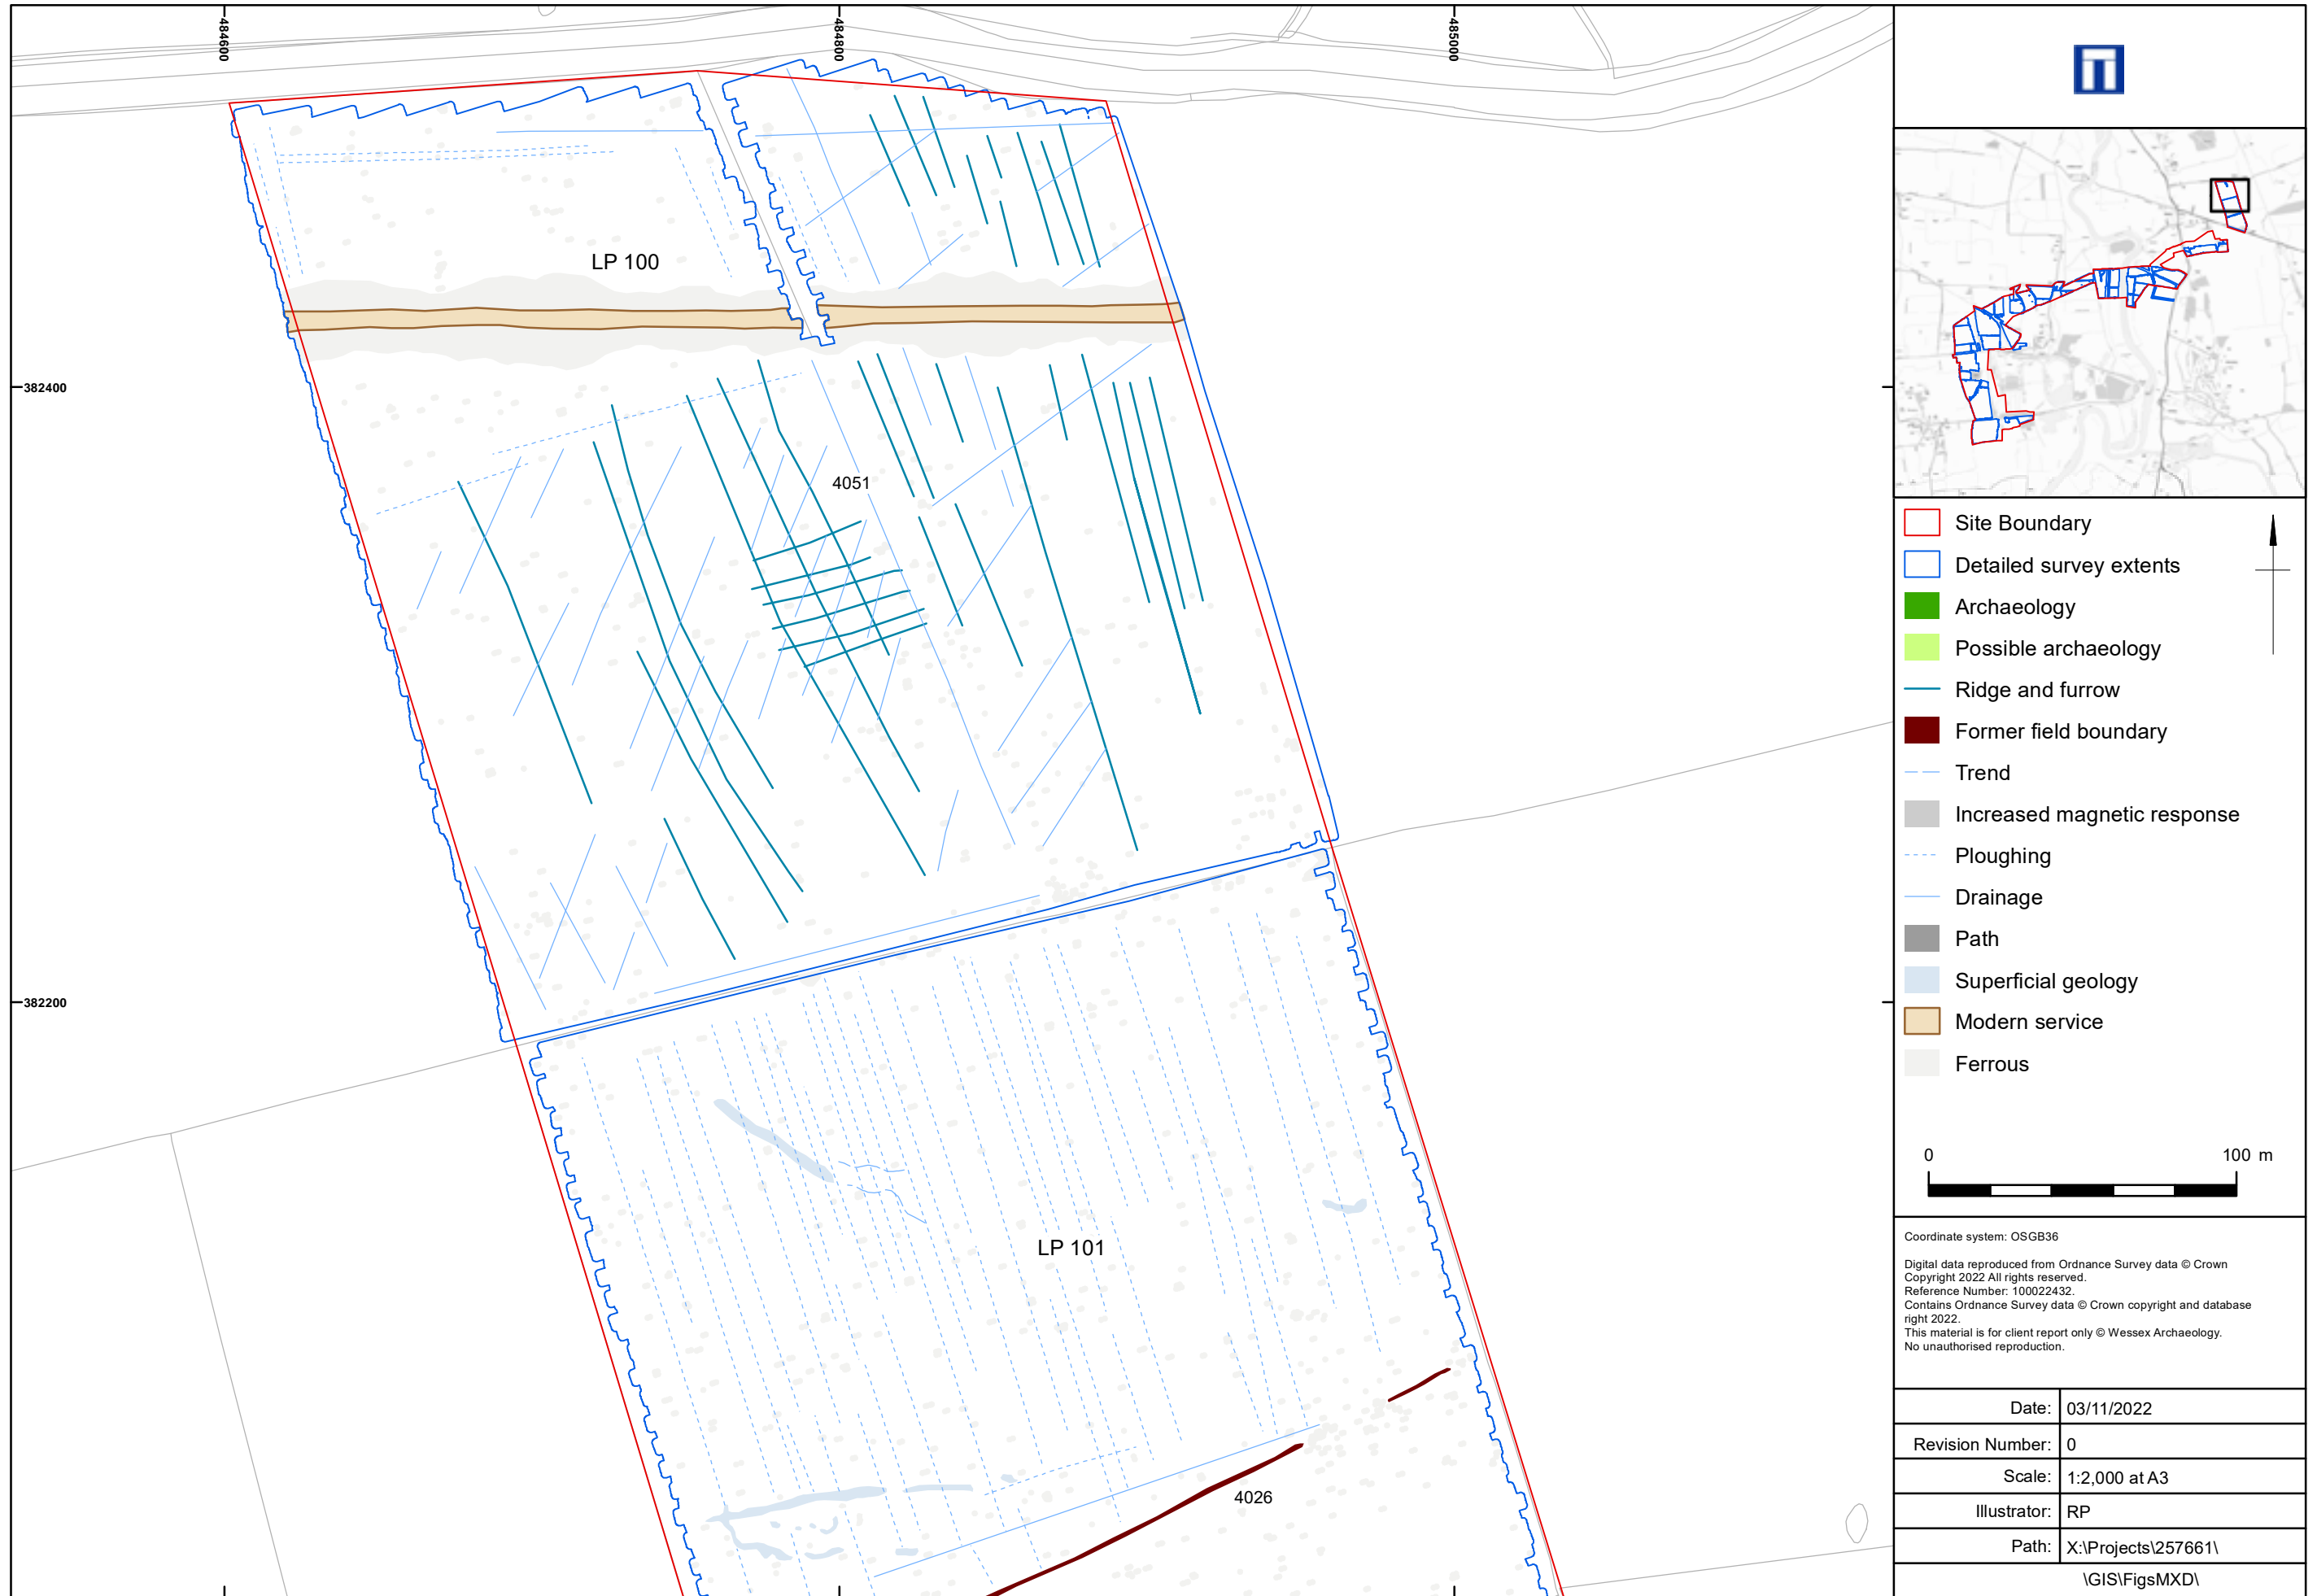 484600
484800
485000
382400
382200
LP 100
4051
LP 101
4026
Site Boundary
Detailed survey extents
Archaeology
Possible archaeology
Ridge and furrow
Former field boundary
Trend
Increased magnetic response
Ploughing
Drainage
Path
Superficial geology
Modern service
Ferrous
0 100 m
Coordinate system: OSGB36
Digital data reproduced from Ordnance Survey data © Crown
Copyright 2022 All rights reserved.
Reference Number: 100022432.
Contains Ordnance Survey data © Crown copyright and database
right 2022.
This material is for client report only © Wessex Archaeology.
No unauthorised reproduction.
Date: 03/11/2022
Revision Number: 0
Scale: 1:2,000 at A3
Illustrator: RP
Path: X:\Projects\257661\
\GIS\FigsMXD\